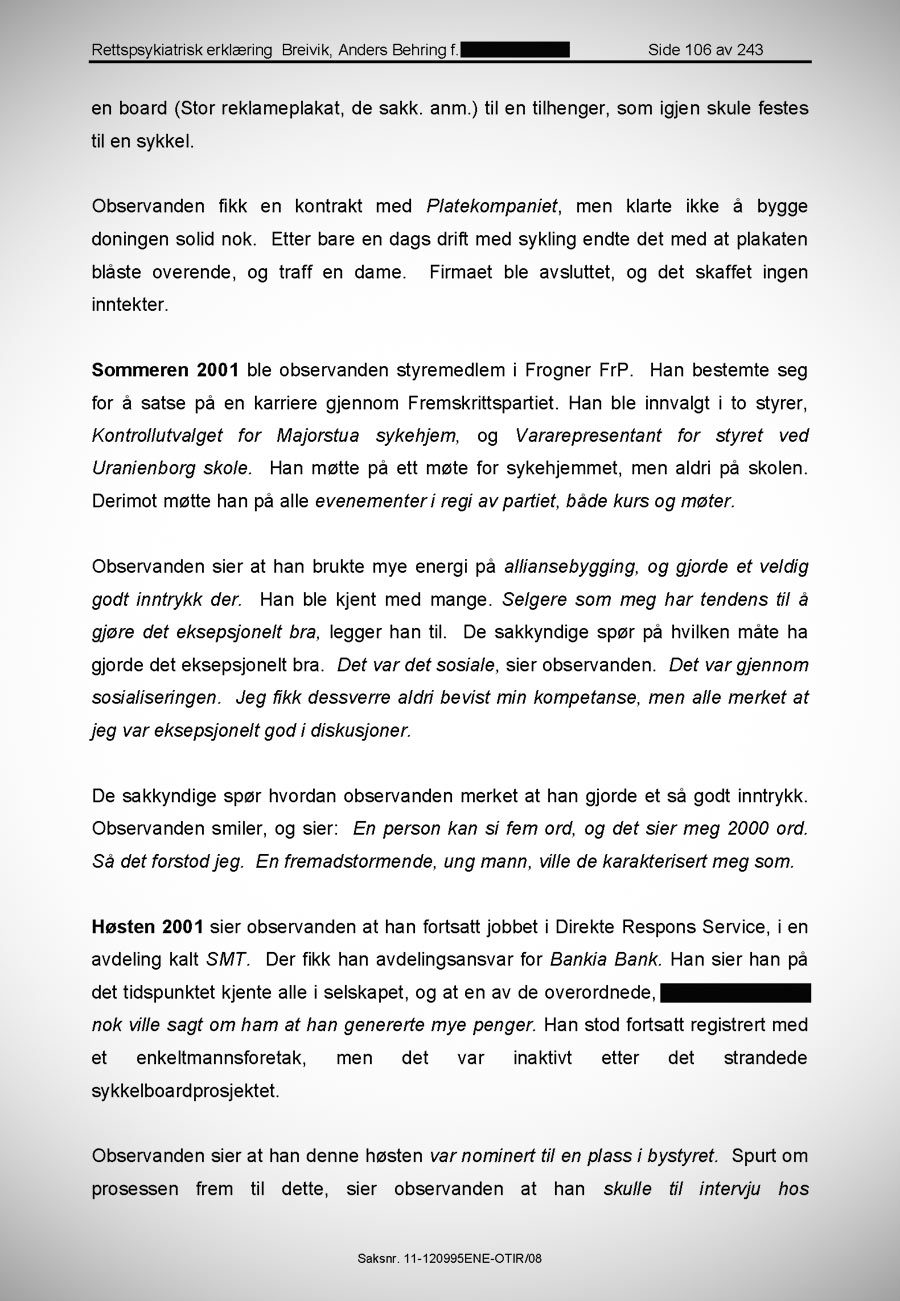 Rettspsykiatrisk erklæring Breivik, Anders Behring f. Side 106 av 243
en board (Stor reklameplakat, de sakk. anm.) til en tilhenger, som igjen skule festes
til en sykkel.
Observanden fikk en kontrakt med Platekompaniet, men klarte ikke å bygge
doningen solid nok. Etter bare en dags drift med sykling endte det med at plakaten
blåste overende, og traff en dame. Firmaet ble avsluttet, og det skaffet ingen
inntekter.
Sommeren 2001 ble observanden styremedlem i Frogner FrP. Han bestemte seg
for å satse på en karriere gjennom Fremskrittspartiet. Han ble innvalgt i to styrer,
Kontrollutvalget for Majorstua sykehjem, og Vararepresentant for styret ved
Uranienborg skole. Han møtte på ett møte for sykehjemmet, men aldri på skolen.
Derimot møtte han på alle evenementer i regi av partiet, både kurs og møter.
Observanden sier at han brukte mye energi på alliansebygging, og gjorde et veldig
godt inntrykk der. Han ble kjent med mange. Selgere som meg har tendens til å
gjøre det eksepsjonelt bra, legger han til. De sakkyndige spør på hvilken måte ha
gjorde det eksepsjonelt bra. Det var det sosiale, sier observanden. Det var gjennom
sosialiseringen. Jeg fikk dessverre aldri bevist min kompetanse, men alle merket at
jeg var eksepsjonelt god i diskusjoner.
De sakkyndige spør hvordan observanden merket at han gjorde et så godt inntrykk.
Observanden smiler, og sier: En person kan si fem ord, og det sier meg 2000 ord.
Så det forstod jeg. En fremadstormende, ung mann, ville de karakterisert meg som.
Høsten 2001 sier observanden at han fortsatt jobbet i Direkte Respons Service, i en
avdeling kalt SMT. Der fikk han avdelingsansvar for Bankia Bank. Han sier han på
det tidspunktet kjente alle i selskapet, og at en av de overordnede,
nok ville sagt om ham at han genererte mye penger. Han stod fortsatt registrert med
et enkeltmannsforetak, men det var inaktivt etter det strandede
sykkelboardprosjektet.
Observanden sier at han denne høsten var nominert til en plass i bystyret. Spurt om
prosessen frem til dette, sier observanden at han skulle til intervju hos
Saksnr. 11-120995ENE-OTIR/08